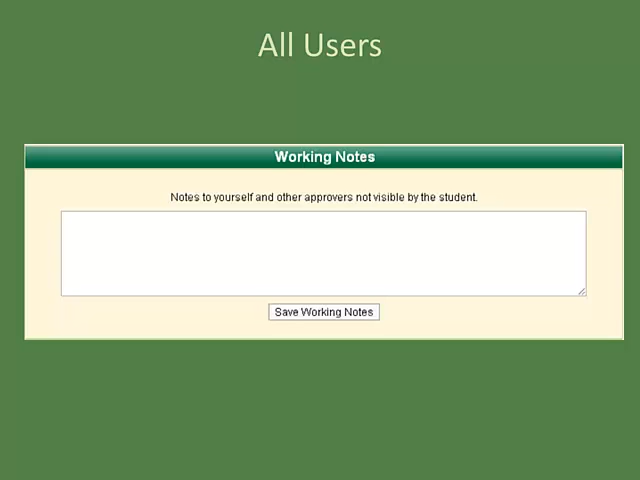 All Users
Working Notes
Notes to yourself and other approvers not visible by the student.
Save Working Notes